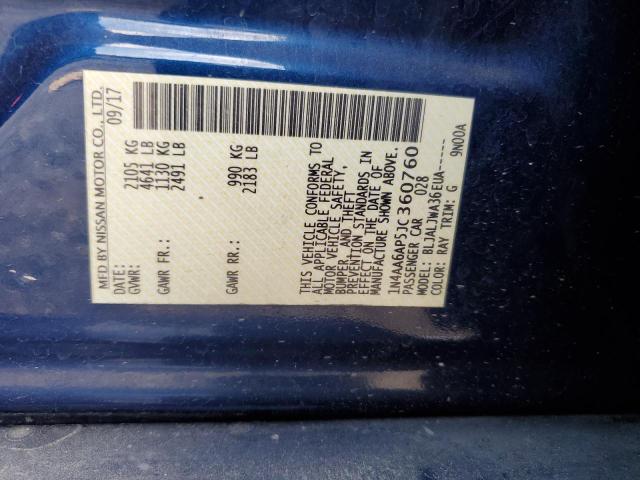 MFD BY NISSAN MOTOR CO., LTD. 09/17
GVWR: 2105 KG
4641 LB
GAWR FR.: 1130 KG
2491 LB
GAWR RR.: 990 KG
2183 LB
THIS VEHICLE CONFORMS TO
ALL APPLICABLE FEDERAL
MOTOR VEHICLE SAFETY,
BUMPER, AND THEFT
PREVENTION STANDARDS IN
EFFECT ON THE DATE OF
MANUFACTURE SHOWN ABOVE.
1N4AA6AP5JC360760
PASSENGER CAR 028
MODEL: BLJALJWA36EUA------
COLOR: RAY TRIM: G 9N00A